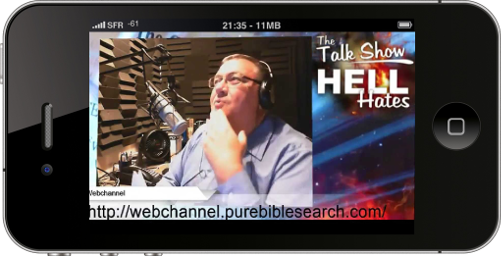 SFR -61 21:35 - 11MB
The
Talk Show
HELL
Hates
Webchannel
http://webchannel.purebiblesearch.com/